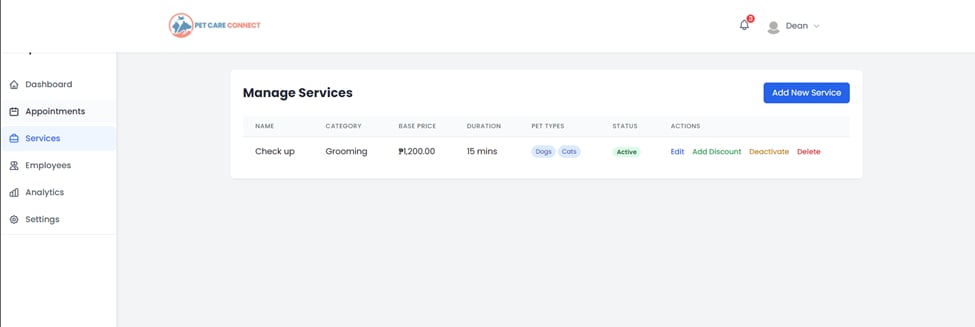 PET CARE CONNECT
3
Dean
Dashboard
Appointments
Services
Employees
Analytics
Settings
Manage Services
Add New Service
NAME CATEGORY BASE PRICE DURATION PET TYPES STATUS ACTIONS
Check up Grooming ₱1,200.00 15 mins Dogs Cats Active Edit Add Discount Deactivate Delete